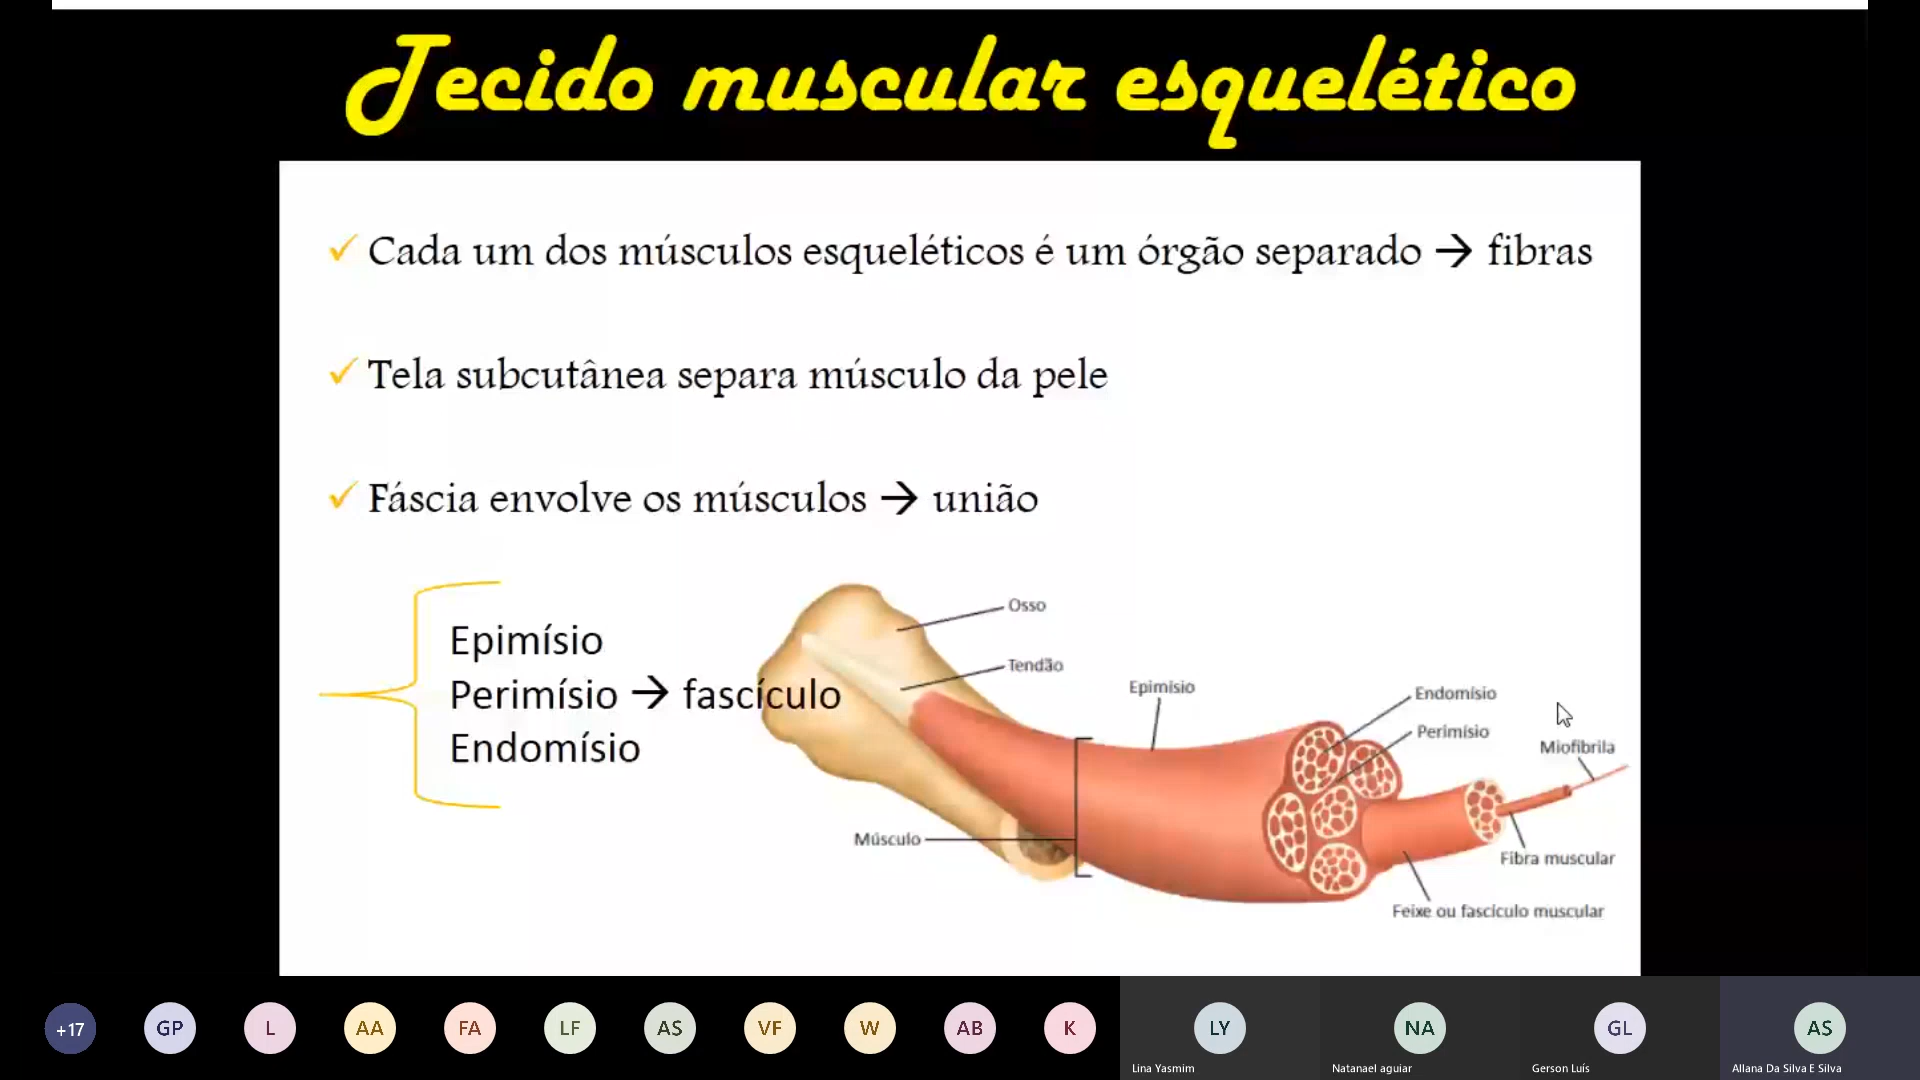 Tecido muscular esquelético
Cada um dos músculos esqueléticos é um órgão separado → fibras
Tela subcutânea separa músculo da pele
Fáscia envolve os músculos → união
Epimísio
Perimísio → fascículo
Endomísio
Osso
Tendão
Epimísio
Endomísio
Perimísio
Miofibrila
Músculo
Fibra muscular
Feixe ou fascículo muscular
+17
GP
L
AA
FA
LF
AS
VF
W
AB
K
LY
NA
GL
AS
Lina Yasmim
Natanael aguiar
Gerson Luís
Allana Da Silva E Silva